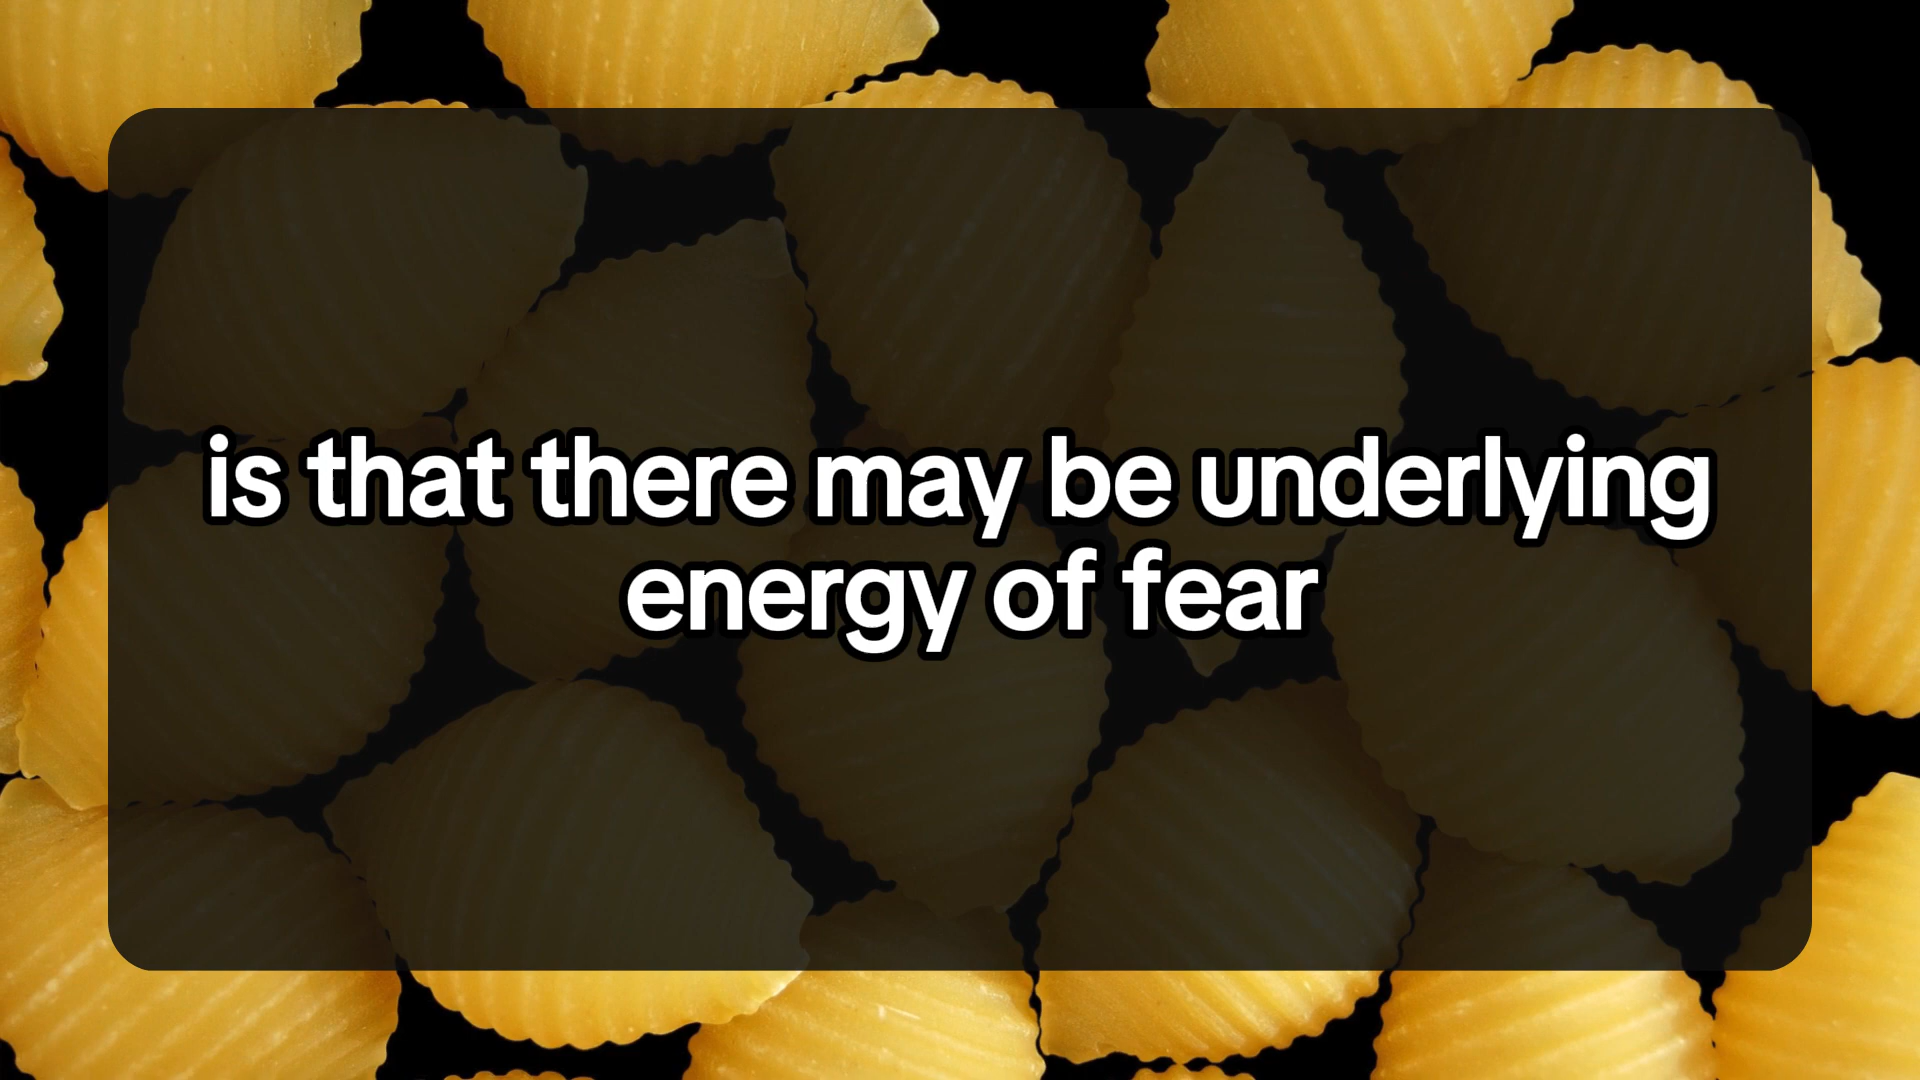 is that there may be underlying
energy of fear